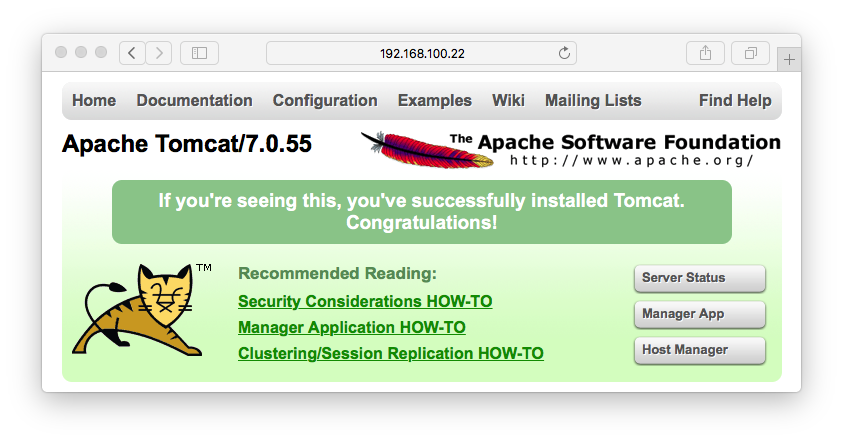 192.168.100.22
Home Documentation Configuration Examples Wiki Mailing Lists Find Help
Apache Tomcat/7.0.55
The Apache Software Foundation
http://www.apache.org/
If you're seeing this, you've successfully installed Tomcat.
Congratulations!
TM
Recommended Reading:
Security Considerations HOW-TO
Manager Application HOW-TO
Clustering/Session Replication HOW-TO
Server Status
Manager App
Host Manager